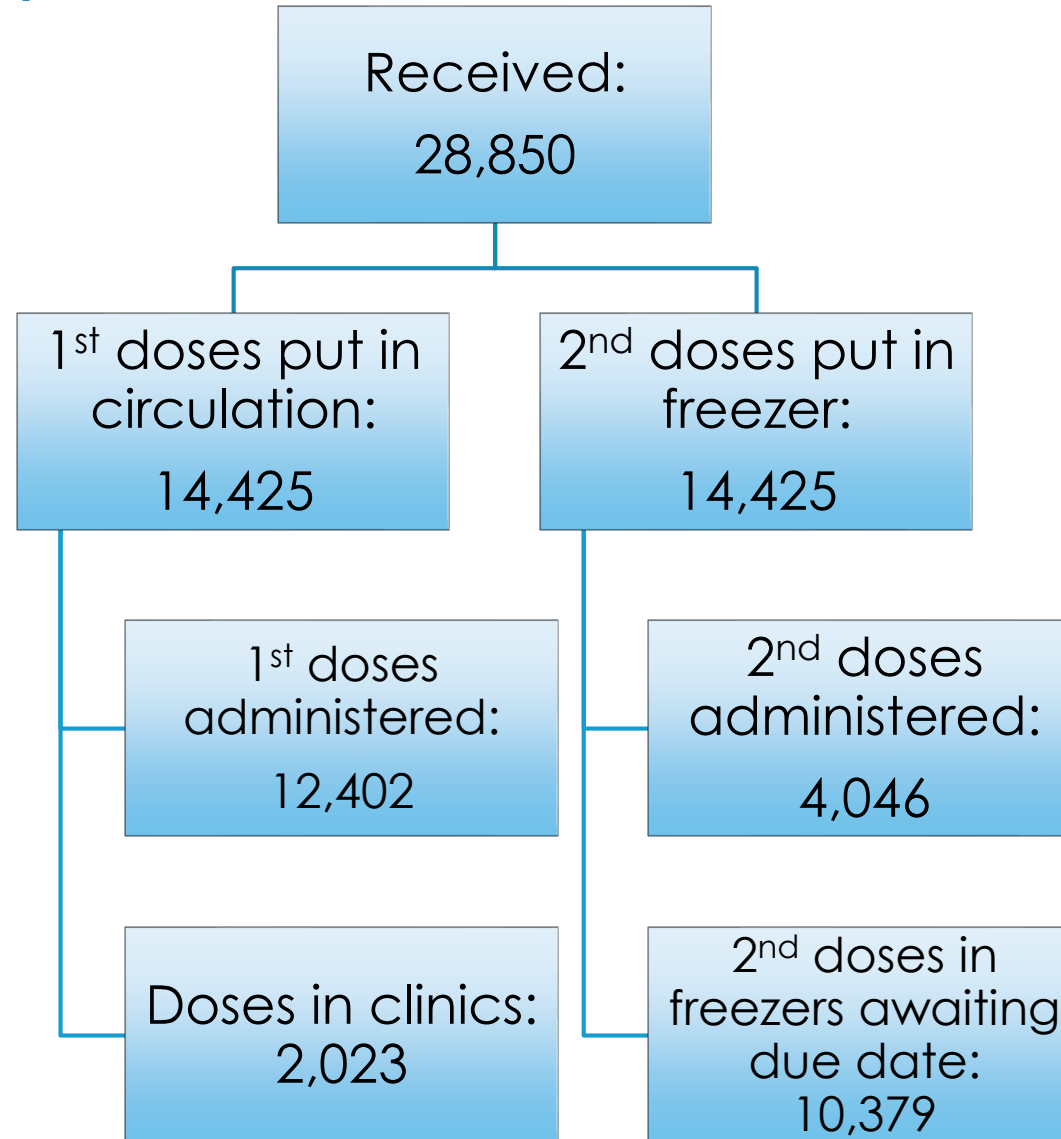 Received:
28,850
1st doses put in
circulation:
14,425
2nd doses put in
freezer:
14,425
1st doses
administered:
12,402
2nd doses
administered:
4,046
Doses in clinics:
2,023
2nd doses in
freezers awaiting
due date:
10,379